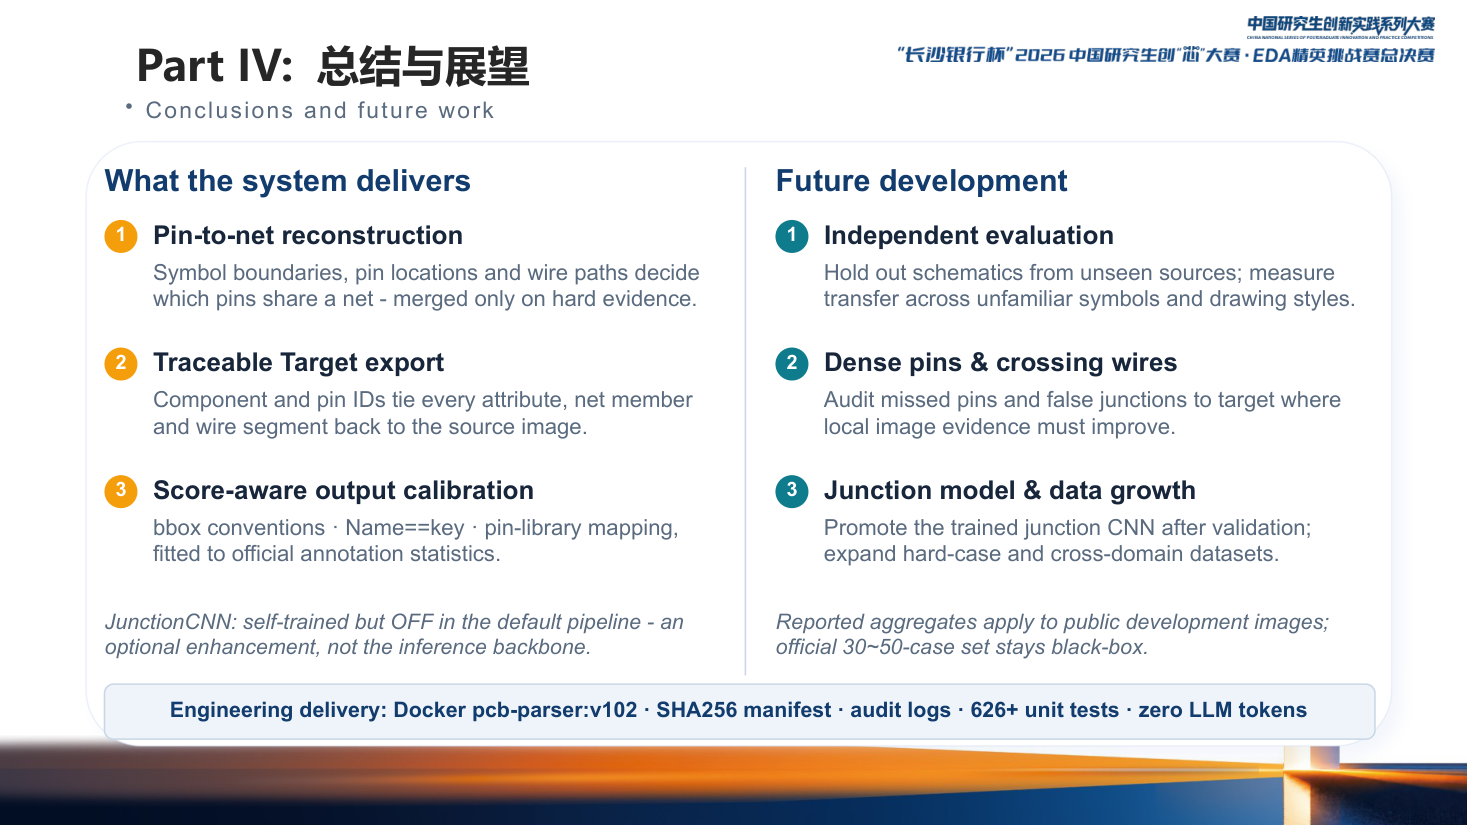 中国研究生创新实践系列大赛
CHINA NATIONAL SERIES OF POSTGRADUATE INNOVATION AND PRACTICE COMPETITIONS
“长沙银行杯”2026中国研究生创“芯”大赛·EDA精英挑战赛总决赛
Part IV: 总结与展望
• Conclusions and future work
What the system delivers
1 Pin-to-net reconstruction
Symbol boundaries, pin locations and wire paths decide
which pins share a net - merged only on hard evidence.
2 Traceable Target export
Component and pin IDs tie every attribute, net member
and wire segment back to the source image.
3 Score-aware output calibration
bbox conventions · Name==key · pin-library mapping,
fitted to official annotation statistics.
JunctionCNN: self-trained but OFF in the default pipeline - an
optional enhancement, not the inference backbone.
Future development
1 Independent evaluation
Hold out schematics from unseen sources; measure
transfer across unfamiliar symbols and drawing styles.
2 Dense pins & crossing wires
Audit missed pins and false junctions to target where
local image evidence must improve.
3 Junction model & data growth
Promote the trained junction CNN after validation;
expand hard-case and cross-domain datasets.
Reported aggregates apply to public development images;
official 30~50-case set stays black-box.
Engineering delivery: Docker pcb-parser:v102 · SHA256 manifest · audit logs · 626+ unit tests · zero LLM tokens